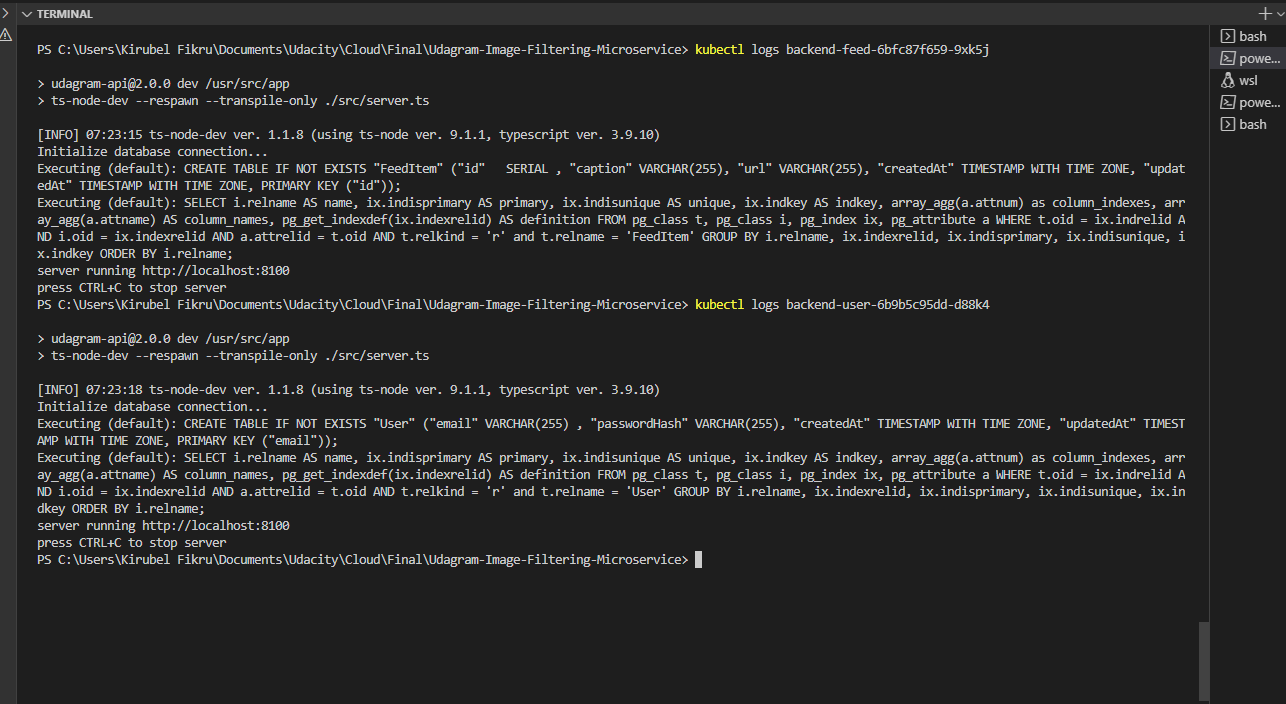 TERMINAL
PS C:\Users\Kirubel Fikru\Documents\Udacity\Cloud\Final\Udagram-Image-Filtering-Microservice> kubectl logs backend-feed-6bfc87f659-9xk5j
> udagram-api@2.0.0 dev /usr/src/app
> ts-node-dev --respawn --transpile-only ./src/server.ts
[INFO] 07:23:15 ts-node-dev ver. 1.1.8 (using ts-node ver. 9.1.1, typescript ver. 3.9.10)
Initialize database connection...
Executing (default): CREATE TABLE IF NOT EXISTS "FeedItem" ("id"   SERIAL , "caption" VARCHAR(255), "url" VARCHAR(255), "createdAt" TIMESTAMP WITH TIME ZONE, "updat
edAt" TIMESTAMP WITH TIME ZONE, PRIMARY KEY ("id"));
Executing (default): SELECT i.relname AS name, ix.indisprimary AS primary, ix.indisunique AS unique, ix.indkey AS indkey, array_agg(a.attnum) as column_indexes, arr
ay_agg(a.attname) AS column_names, pg_get_indexdef(ix.indexrelid) AS definition FROM pg_class t, pg_class i, pg_index ix, pg_attribute a WHERE t.oid = ix.indrelid A
ND i.oid = ix.indexrelid AND a.attrelid = t.oid AND t.relkind = 'r' and t.relname = 'FeedItem' GROUP BY i.relname, ix.indexrelid, ix.indisprimary, ix.indisunique, i
x.indkey ORDER BY i.relname;
server running http://localhost:8100
press CTRL+C to stop server
PS C:\Users\Kirubel Fikru\Documents\Udacity\Cloud\Final\Udagram-Image-Filtering-Microservice> kubectl logs backend-user-6b9b5c95dd-d88k4
> udagram-api@2.0.0 dev /usr/src/app
> ts-node-dev --respawn --transpile-only ./src/server.ts
[INFO] 07:23:18 ts-node-dev ver. 1.1.8 (using ts-node ver. 9.1.1, typescript ver. 3.9.10)
Initialize database connection...
Executing (default): CREATE TABLE IF NOT EXISTS "User" ("email" VARCHAR(255) , "passwordHash" VARCHAR(255), "createdAt" TIMESTAMP WITH TIME ZONE, "updatedAt" TIMEST
AMP WITH TIME ZONE, PRIMARY KEY ("email"));
Executing (default): SELECT i.relname AS name, ix.indisprimary AS primary, ix.indisunique AS unique, ix.indkey AS indkey, array_agg(a.attnum) as column_indexes, arr
ay_agg(a.attname) AS column_names, pg_get_indexdef(ix.indexrelid) AS definition FROM pg_class t, pg_class i, pg_index ix, pg_attribute a WHERE t.oid = ix.indrelid A
ND i.oid = ix.indexrelid AND a.attrelid = t.oid AND t.relkind = 'r' and t.relname = 'User' GROUP BY i.relname, ix.indexrelid, ix.indisprimary, ix.indisunique, ix.in
dkey ORDER BY i.relname;
server running http://localhost:8100
press CTRL+C to stop server
PS C:\Users\Kirubel Fikru\Documents\Udacity\Cloud\Final\Udagram-Image-Filtering-Microservice>
bash
powe...
wsl
powe...
bash